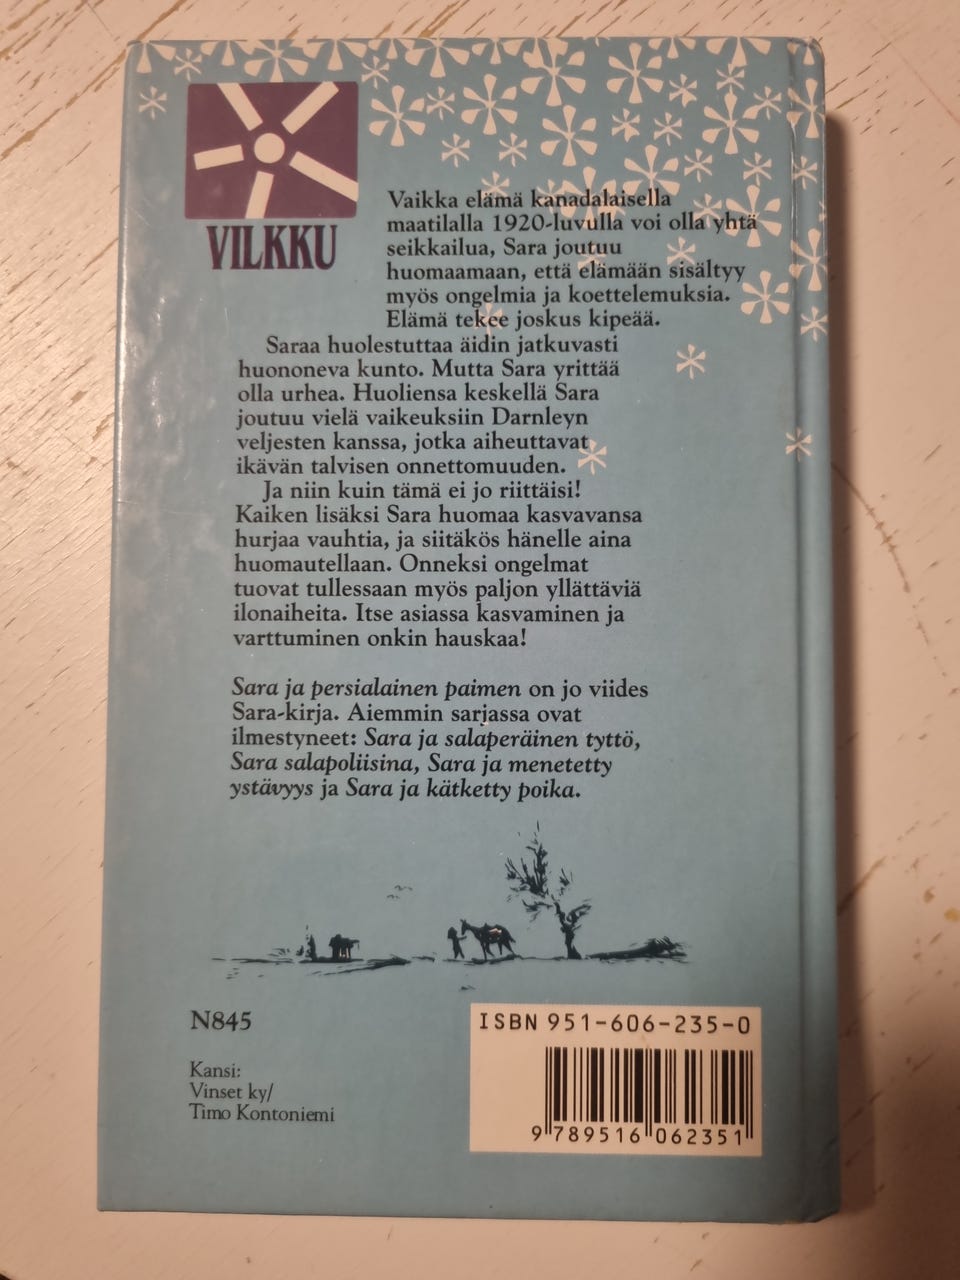 VILKKU
Vaikka elämä kanadalaisella
maatilalla 1920-luvulla voi olla yhtä
seikkailua, Sara joutuu
huomaamaan, että elämään sisältyy
myös ongelmia ja koettelemuksia.
Elämä tekee joskus kipeää.
Saraa huolestuttaa äidin jatkuvasti
huononeva kunto. Mutta Sara yrittää
olla urhea. Huoliensa keskellä Sara
joutuu vielä vaikeuksiin Darnleyn
veljesten kanssa, jotka aiheuttavat
ikävän talvisen onnettomuuden.
Ja niin kuin tämä ei jo riittäisi!
Kaiken lisäksi Sara huomaa kasvavansa
hurjaa vauhtia, ja siitäkös hänelle aina
huomautellaan. Onneksi ongelmat
tuovat tullessaan myös paljon yllättäviä
ilonaiheita. Itse asiassa kasvaminen ja
varttuminen onkin hauskaa!
Sara ja persialainen paimen on jo viides
Sara-kirja. Aiemmin sarjassa ovat
ilmestyneet: Sara ja salaperäinen tyttö,
Sara salapoliisina, Sara ja menetetty
ystävyys ja Sara ja kätketty poika.
N845
Kansi:
Vinset ky/
Timo Kontoniemi
ISBN 951-606-235-0
9 789516 062351